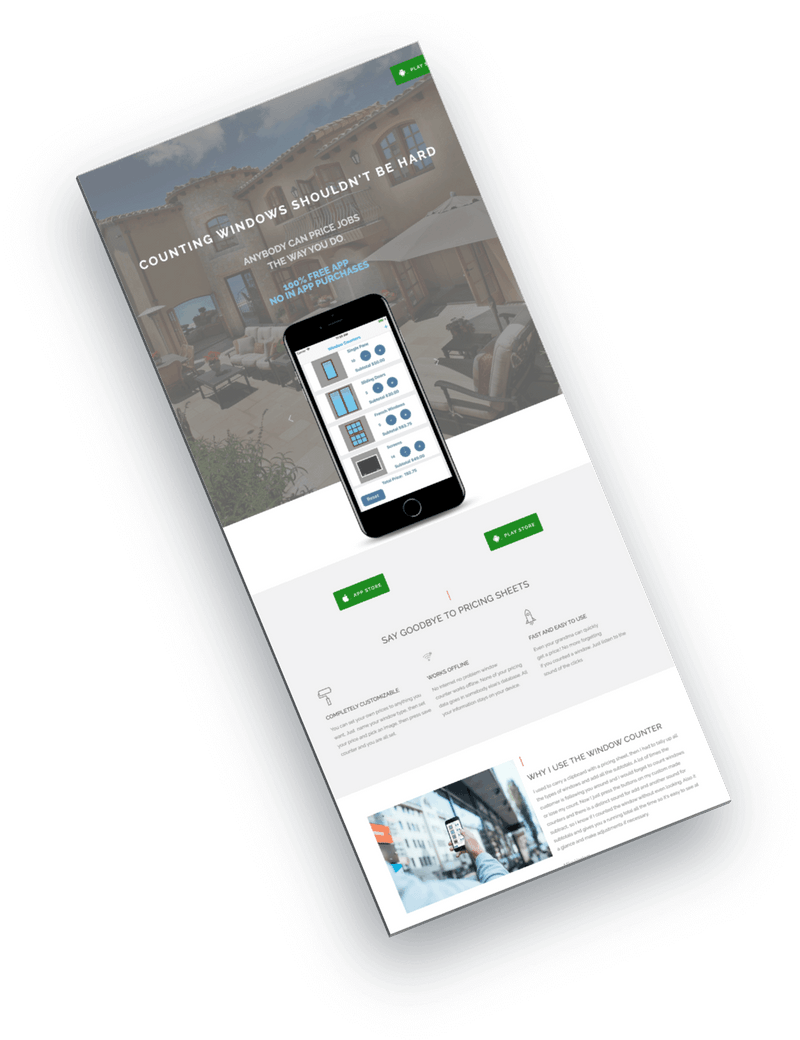 PLAY
COUNTING WINDOWS SHOULDN'T BE HARD
ANYBODY CAN PRICE JOBS
THE WAY YOU DO
100% FREE APP
NO IN APP PURCHASES
Window Counters
Single Pane
Subtotal
Sliding Doors
Subtotal
French Windows
Subtotal
Screens
Subtotal
Total Price
Reset
APP STORE
PLAY STORE
SAY GOODBYE TO PRICING SHEETS
COMPLETELY CUSTOMIZABLE
You can set your own prices to anything you
want. Just name your window type, then set
your price and pick an image, then press save
counter and you are all set.
WORKS OFFLINE
No internet no problem window
counter works offline. None of your pricing
data goes in somebody else's database. All
your information stays on your device
FAST AND EASY TO USE
Even your grandma can quickly
get a price! No more forgetting
if you counted a window. Just listen to the
sound of the clicks
WHY I USE THE WINDOW COUNTER
I used to carry a clipboard with a pricing sheet, then I had to tally up all
the types of windows and add all the subtotals. A lot of times the
customer is following you around and I would forget to count windows
or lose my count. Now I just press the buttons on my custom made
counters and there is a distinct sound for add and another sound for
subtract, so I know if I counted the window without even looking. Also it
subtotals and gives you a running total all the time so it's easy to see at
a glance and make adjustments if necessary.